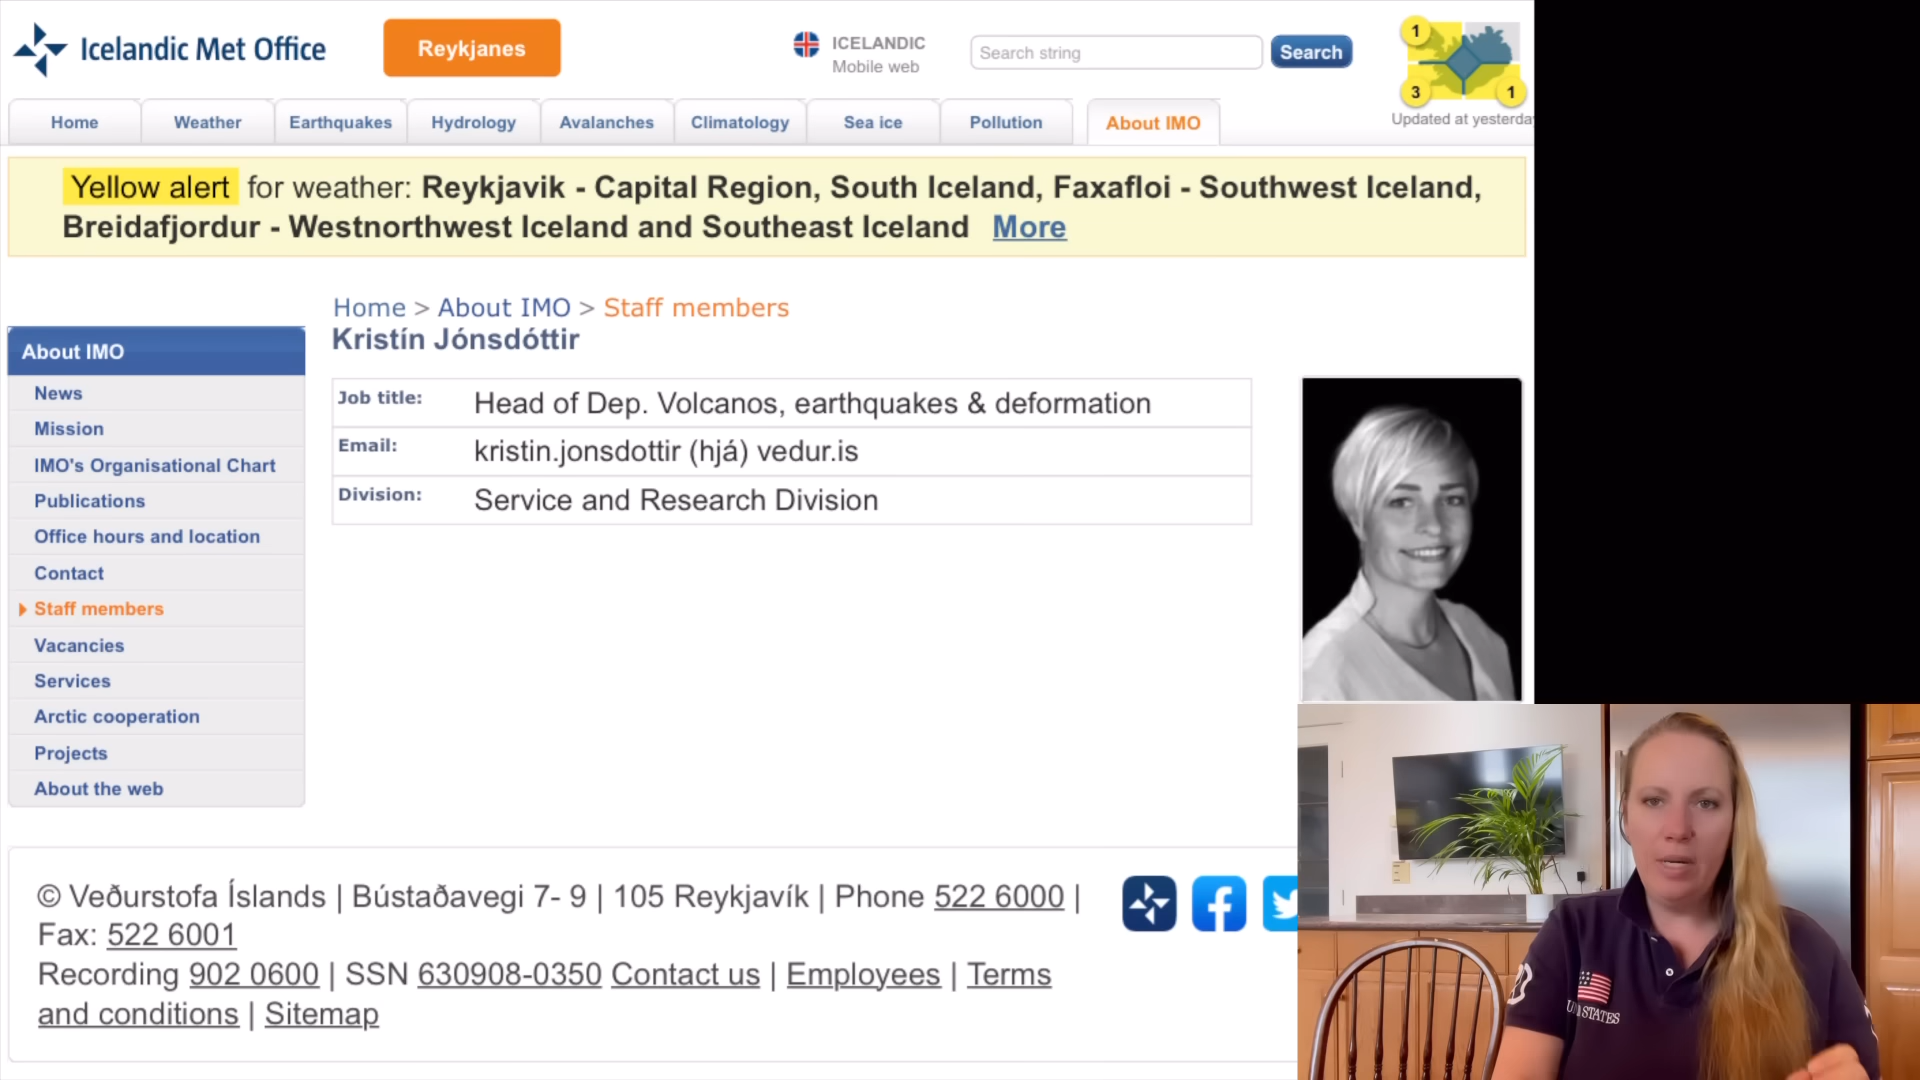 Icelandic Met Office
Reykjanes
ICELANDIC
Mobile web
Search string
Search
1
3
1
Updated at yesterda
Home
Weather
Earthquakes
Hydrology
Avalanches
Climatology
Sea ice
Pollution
About IMO
Yellow alert for weather: Reykjavik - Capital Region, South Iceland, Faxafloi - Southwest Iceland,
Breidafjordur - Westnorthwest Iceland and Southeast Iceland More
Home > About IMO > Staff members
Kristín Jónsdóttir
Job title: Head of Dep. Volcanos, earthquakes & deformation
Email: kristin.jonsdottir (hjá) vedur.is
Division: Service and Research Division
About IMO
News
Mission
IMO's Organisational Chart
Publications
Office hours and location
Contact
Staff members
Vacancies
Services
Arctic cooperation
Projects
About the web
© Veðurstofa Íslands | Bústaðavegi 7- 9 | 105 Reykjavík | Phone 522 6000 |
Fax: 522 6001
Recording 902 0600 | SSN 630908-0350 Contact us | Employees | Terms
and conditions | Sitemap
STATES